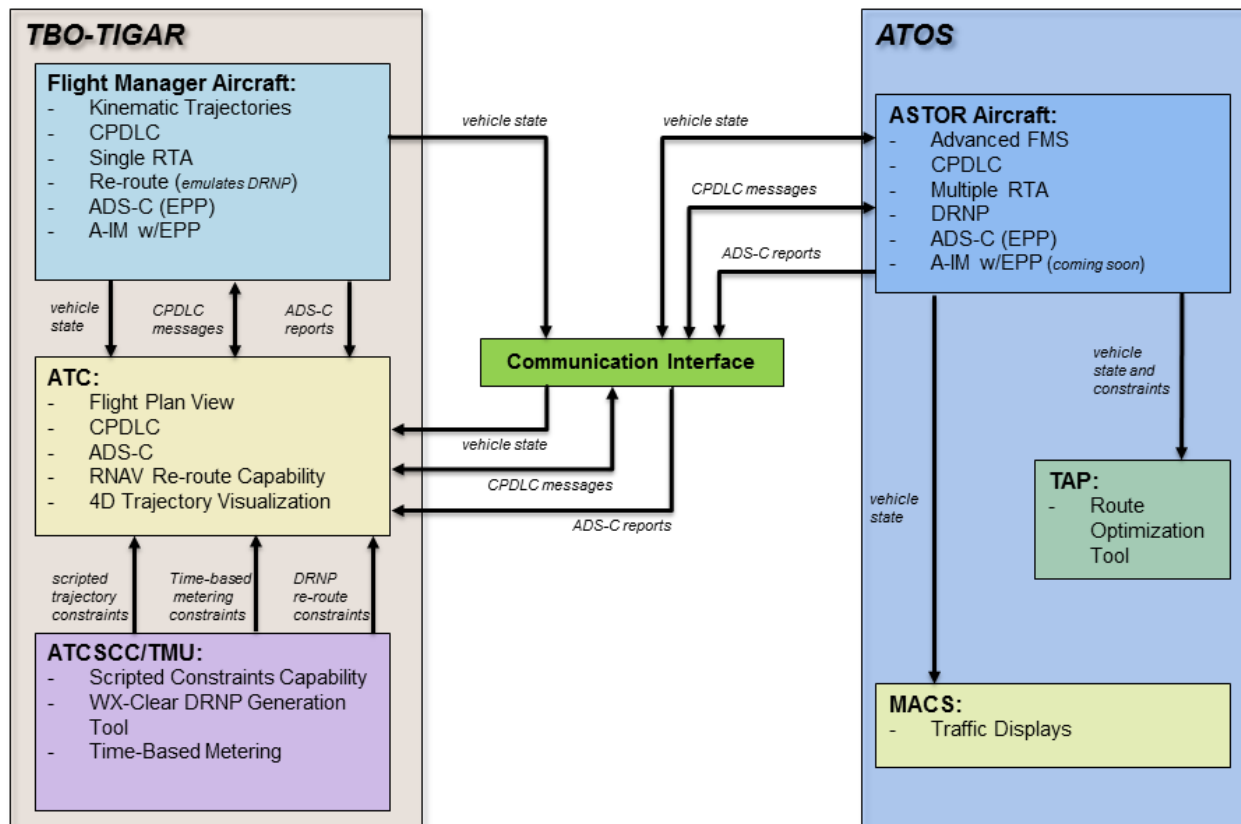 TBO-TIGAR
Flight Manager Aircraft:
- Kinematic Trajectories
- CPDLC
- Single RTA
- Re-route (emulates DRNP)
- ADS-C (EPP)
- A-IM w/EPP
vehicle
state
CPDLC
messages
ADS-C
reports
ATC:
- Flight Plan View
- CPDLC
- ADS-C
- RNAV Re-route Capability
- 4D Trajectory Visualization
scripted
trajectory
constraints
Time-based
metering
constraints
DRNP
re-route
constraints
ATCSCC/TMU:
- Scripted Constraints Capability
- WX-Clear DRNP Generation
Tool
- Time-Based Metering
vehicle state
vehicle state
CPDLC messages
ADS-C reports
Communication Interface
vehicle state
CPDLC messages
ADS-C reports
ATOS
ASTOR Aircraft:
- Advanced FMS
- CPDLC
- Multiple RTA
- DRNP
- ADS-C (EPP)
- A-IM w/EPP (coming soon)
vehicle
state and
constraints
vehicle
state
TAP:
- Route
Optimization
Tool
MACS:
- Traffic Displays